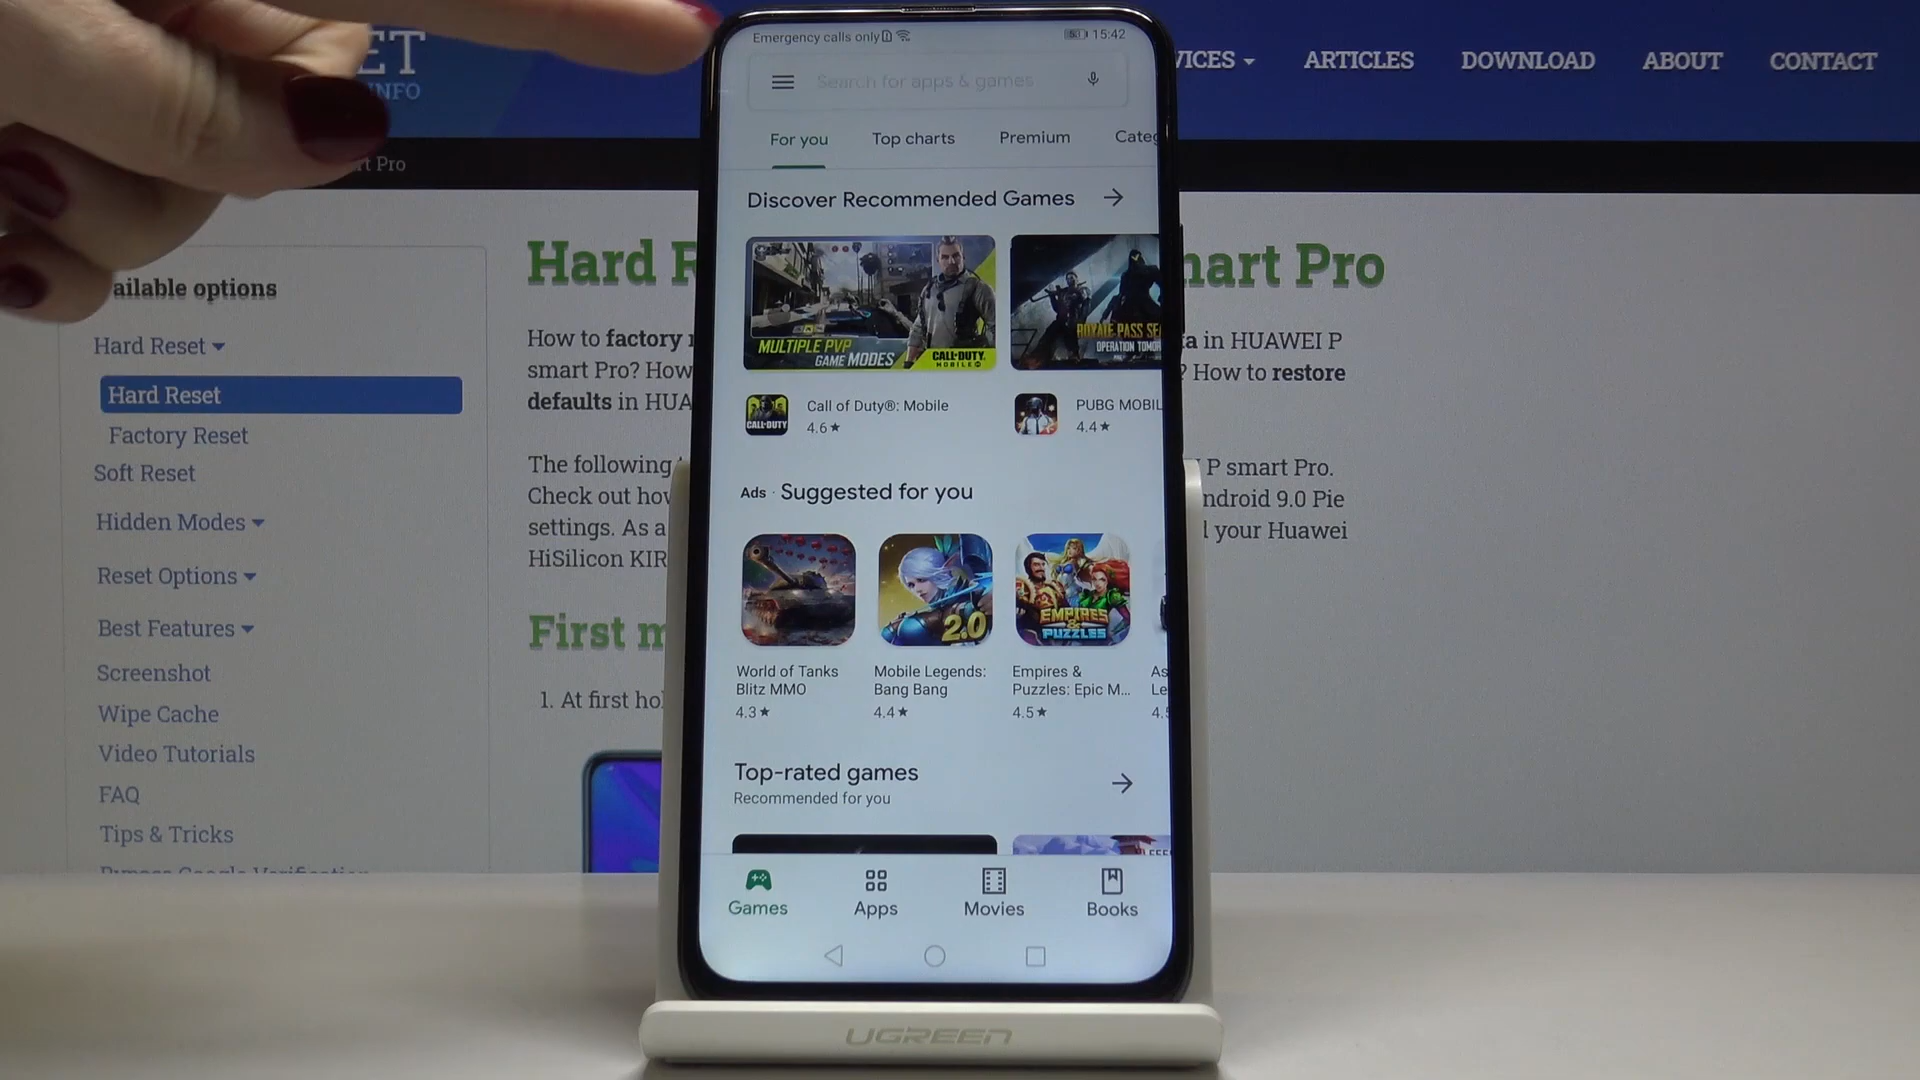 ET
INFO
VICES
ARTICLES
DOWNLOAD
ABOUT
CONTACT
rt Pro
ailable options
Hard Reset
Hard Reset
Factory Reset
Soft Reset
Hidden Modes
Reset Options
Best Features
Screenshot
Wipe Cache
Video Tutorials
FAQ
Tips & Tricks
Bypass Google Verification
Hard R
mart Pro
How to factory r
a in HUAWEI P
smart Pro? How
? How to restore
defaults in HUA
The following
P smart Pro.
Check out how
ndroid 9.0 Pie
settings. As a
l your Huawei
HiSilicon KIR
First m
1. At first hol
Emergency calls only
15:42
Search for apps & games
For you
Top charts
Premium
Categ
Discover Recommended Games
MULTIPLE PVP
GAME MODES
CALL OF DUTY
MOBILE
ROYALE PASS SE
OPERATION TOMOR
CALL OF DUTY
Call of Duty®: Mobile
4.6★
PUBG MOBIL
4.4★
Ads · Suggested for you
2.0
EMPIRES
& PUZZLES
World of Tanks
Blitz MMO
4.3★
Mobile Legends:
Bang Bang
4.4★
Empires &
Puzzles: Epic M...
4.5★
As
Le
4.5
Top-rated games
Recommended for you
Games
Apps
Movies
Books
UGREEN